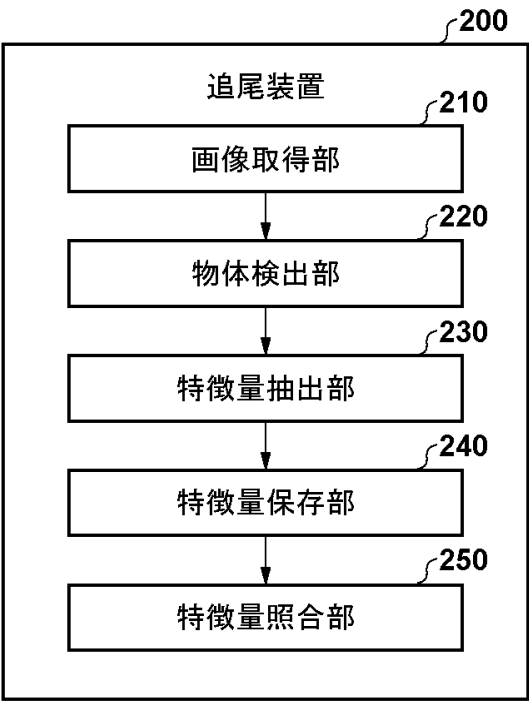 200
追尾装置
210
画像取得部
220
物体検出部
230
特徴量抽出部
240
特徴量保存部
250
特徴量照合部